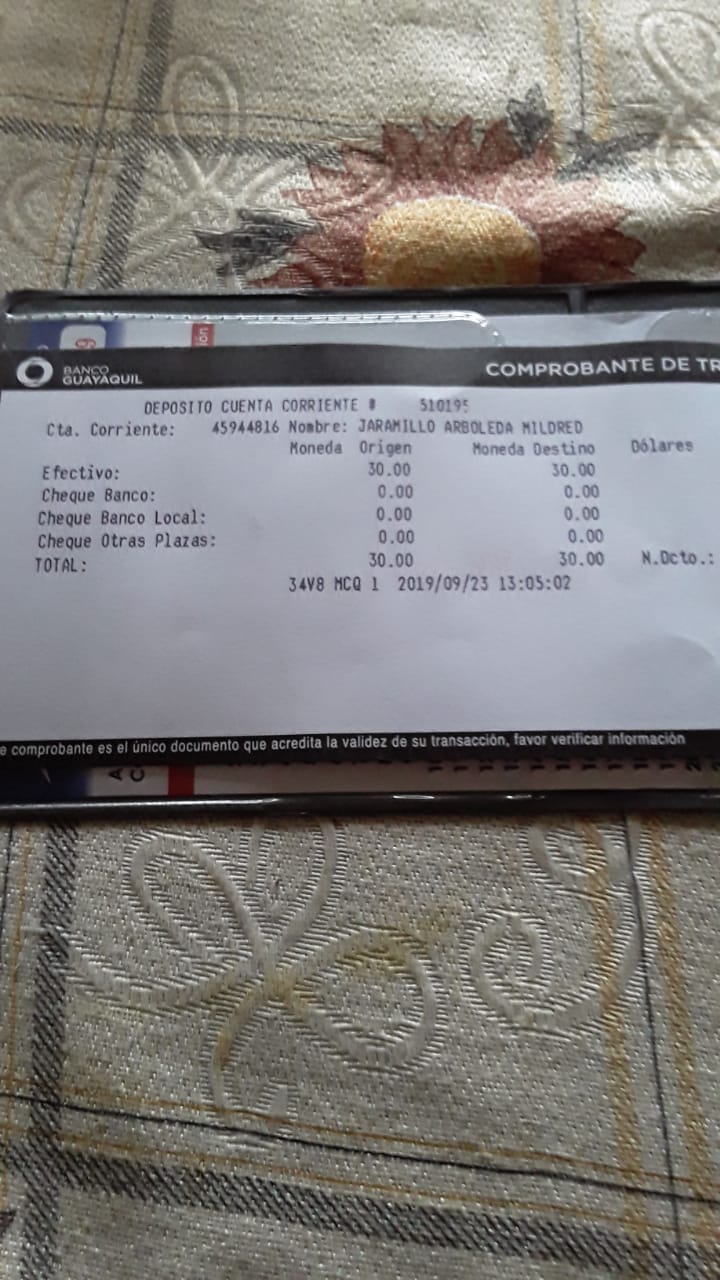 ión
BANCO
GUAYAQUIL
COMPROBANTE DE TR
DEPOSITO CUENTA CORRIENTE # 510195
Cta. Corriente: 45944816 Nombre: JARAMILLO ARBOLEDA MILDRED
Moneda Origen Moneda Destino Dólares
Efectivo: 30.00 30.00
Cheque Banco: 0.00 0.00
Cheque Banco Local: 0.00 0.00
Cheque Otras Plazas: 0.00 0.00
TOTAL: 30.00 30.00 N.Dcto.:
34V8 MCQ 1 2019/09/23 13:05:02
e comprobante es el único documento que acredita la validez de su transacción, favor verificar información